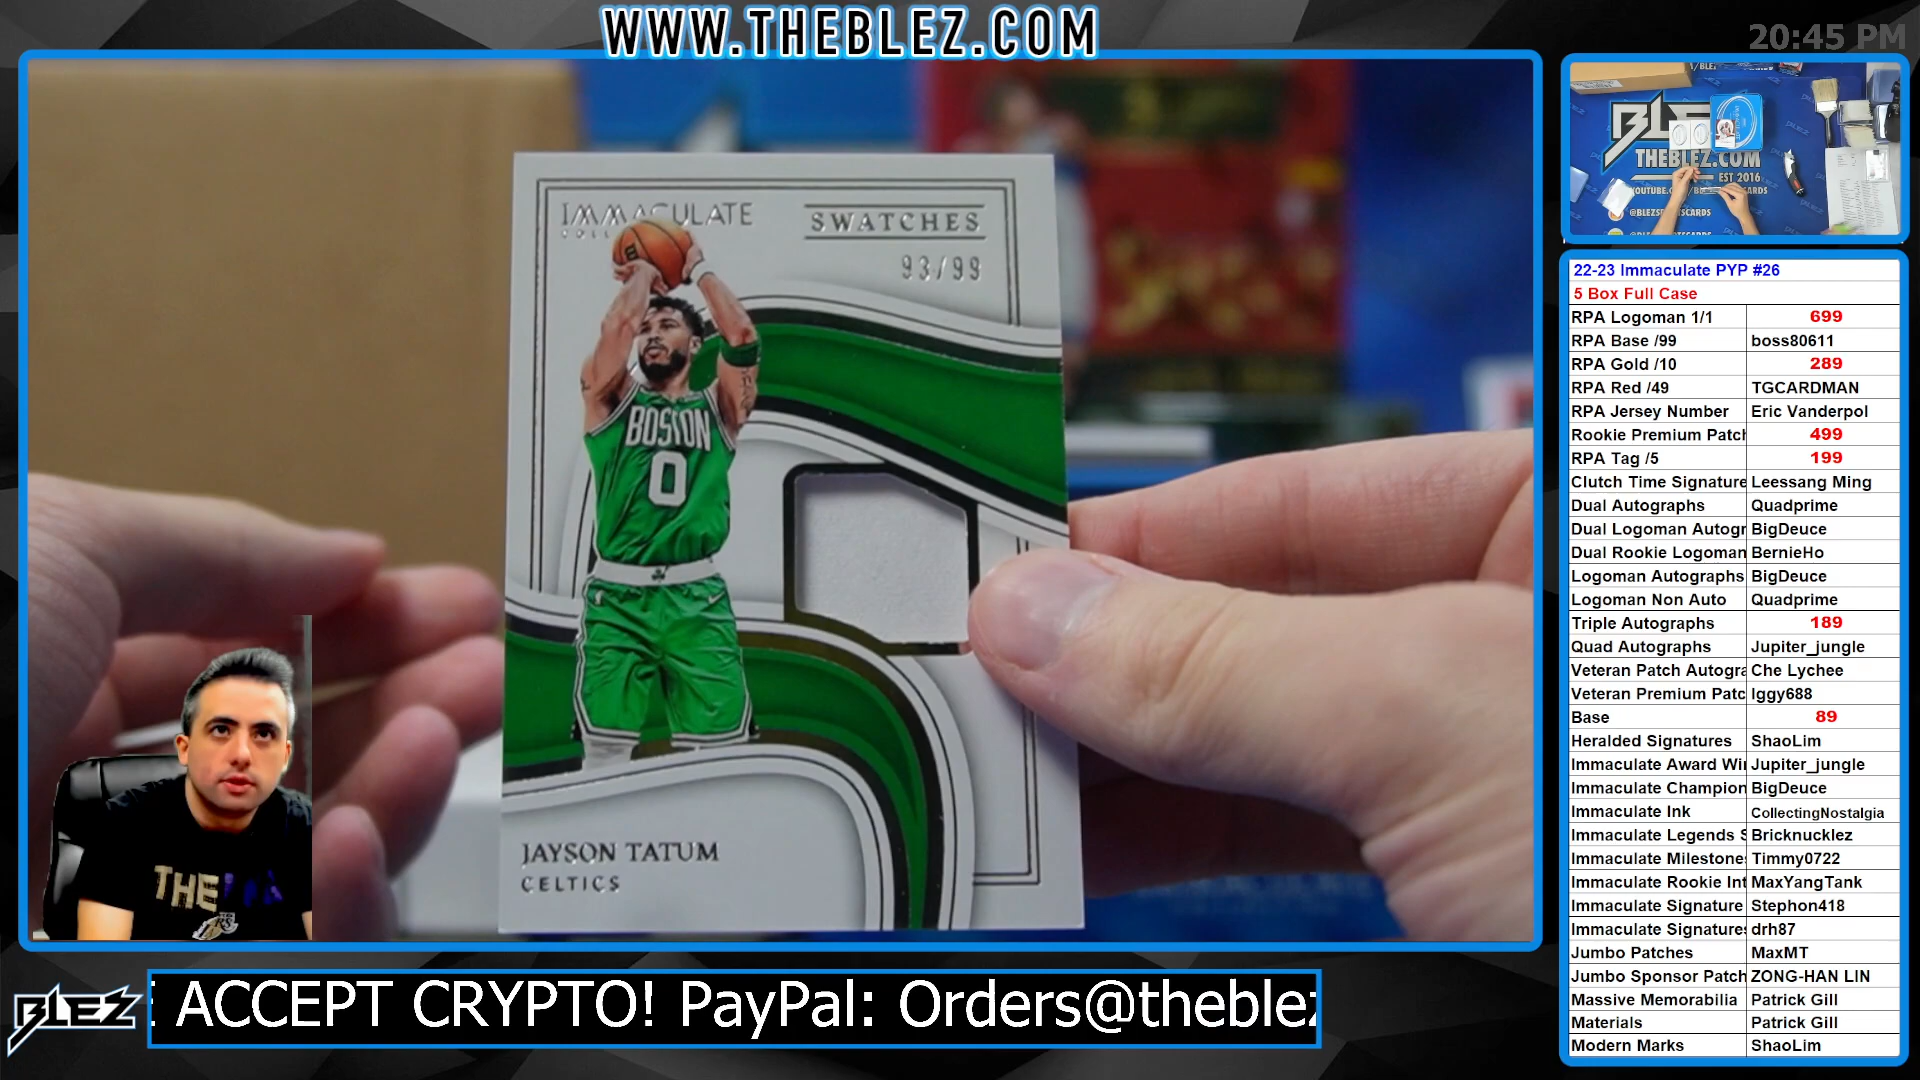 WWW.THEBLEZ.COM
20:45 PM
IMMACULATE
SWATCHES
93/99
BOSTON
0
JAYSON TATUM
CELTICS
THE
BLEZ
ACCEPT CRYPTO! PayPal: Orders@theblez
THEBLEZ.COM
EST 2016
22-23 Immaculate PYP #26
5 Box Full Case
RPA Logoman 1/1 699
RPA Base /99 boss80611
RPA Gold /10 289
RPA Red /49 TGCARDMAN
RPA Jersey Number Eric Vanderpol
Rookie Premium Patch 499
RPA Tag /5 199
Clutch Time Signature Leessang Ming
Dual Autographs Quadprime
Dual Logoman Autogr BigDeuce
Dual Rookie Logoman BernieHo
Logoman Autographs BigDeuce
Logoman Non Auto Quadprime
Triple Autographs 189
Quad Autographs Jupiter_jungle
Veteran Patch Autogra Che Lychee
Veteran Premium Patc Iggy688
Base 89
Heralded Signatures ShaoLim
Immaculate Award Wi Jupiter_jungle
Immaculate Champion BigDeuce
Immaculate Ink CollectingNostalgia
Immaculate Legends S Bricknucklez
Immaculate Milestone Timmy0722
Immaculate Rookie Int MaxYangTank
Immaculate Signature Stephon418
Immaculate Signature drh87
Jumbo Patches MaxMT
Jumbo Sponsor Patch ZONG-HAN LIN
Massive Memorabilia Patrick Gill
Materials Patrick Gill
Modern Marks ShaoLim